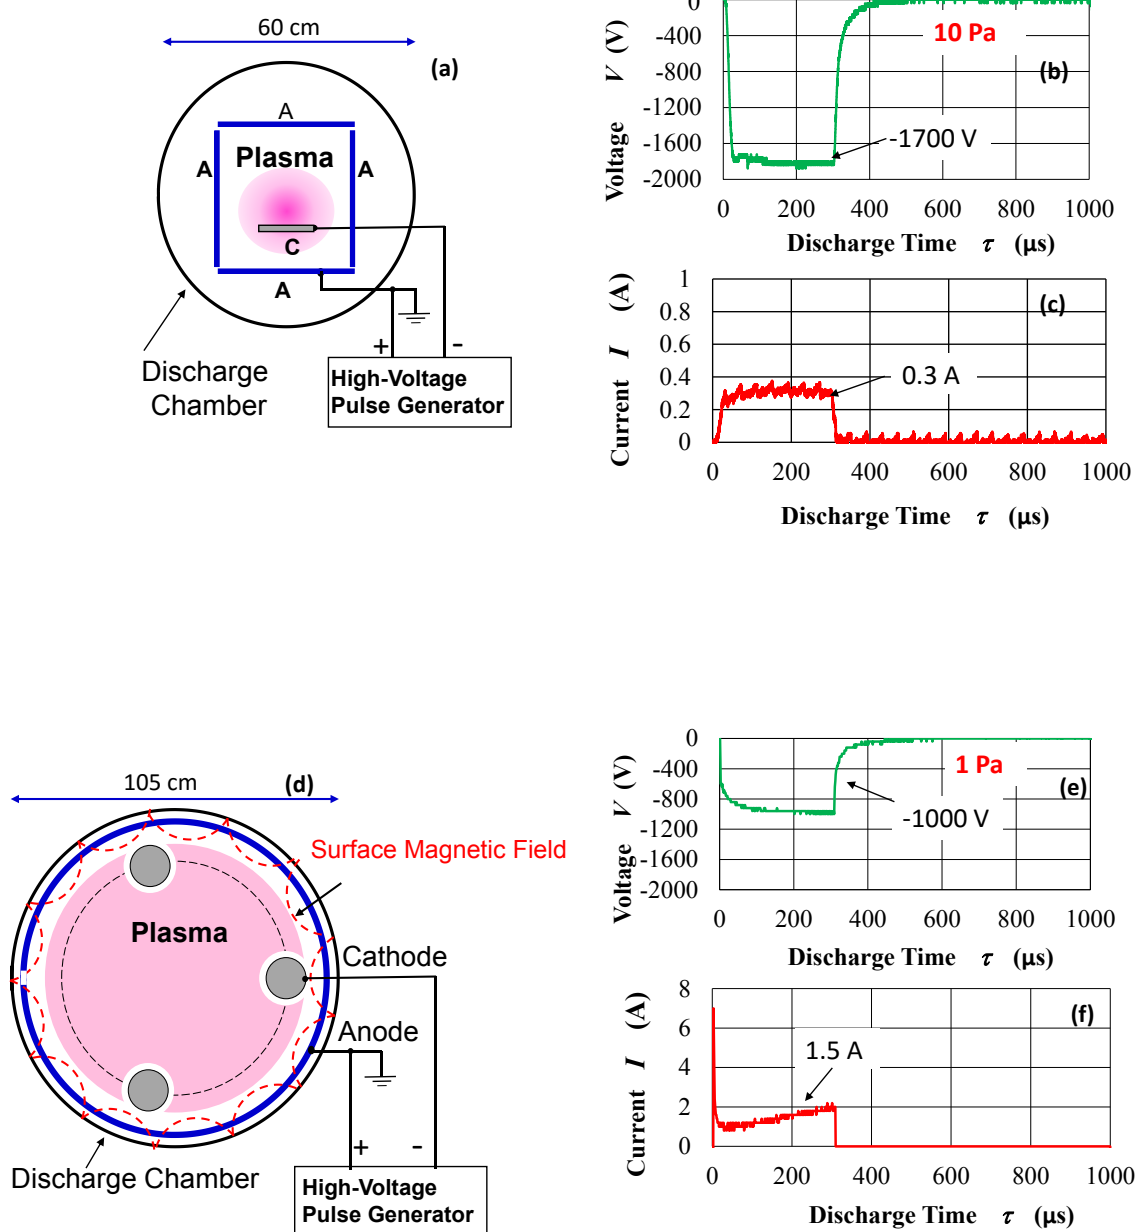 60 cm
(a)
A
Plasma
A
A
C
A
+
-
High-Voltage
Pulse Generator
Discharge
Chamber
Voltage V (V)
0
-400
-800
-1200
-1600
-2000
10 Pa
(b)
-1700 V
0 200 400 600 800 1000
Discharge Time τ (µs)
Current I (A)
1
0.8
0.6
0.4
0.2
0
(c)
0.3 A
0 200 400 600 800 1000
Discharge Time τ (µs)
105 cm
(d)
Surface Magnetic Field
Plasma
Cathode
Anode
+
-
Discharge Chamber
High-Voltage
Pulse Generator
Voltage V (V)
0
-400
-800
-1200
-1600
-2000
1 Pa
(e)
-1000 V
0 200 400 600 800 1000
Discharge Time τ (µs)
Current I (A)
8
6
4
2
0
(f)
1.5 A
0 200 400 600 800 1000
Discharge Time τ (µs)